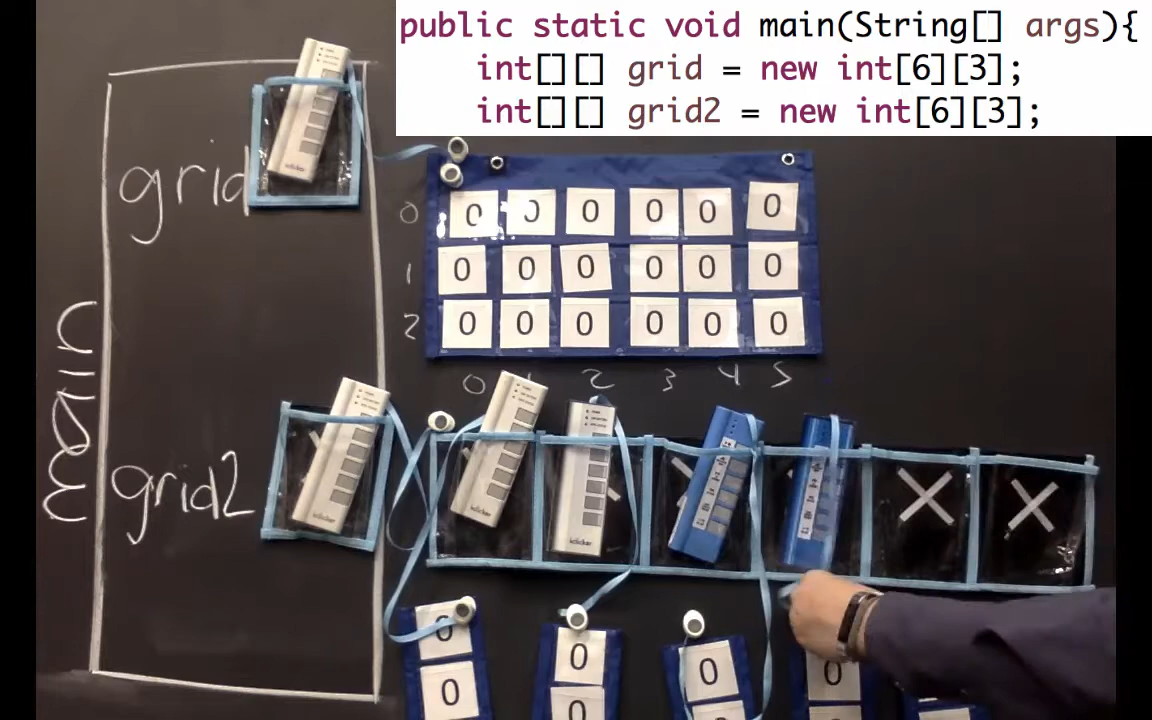 public static void main(String[] args){
int[][] grid = new int[6][3];
int[][] grid2 = new int[6][3];
grid
0 0 0 0 0 0 0
1 0 0 0 0 0 0
2 0 0 0 0 0 0
0 1 2 3 4 5
main
grid2
0 0 0 0
0 0